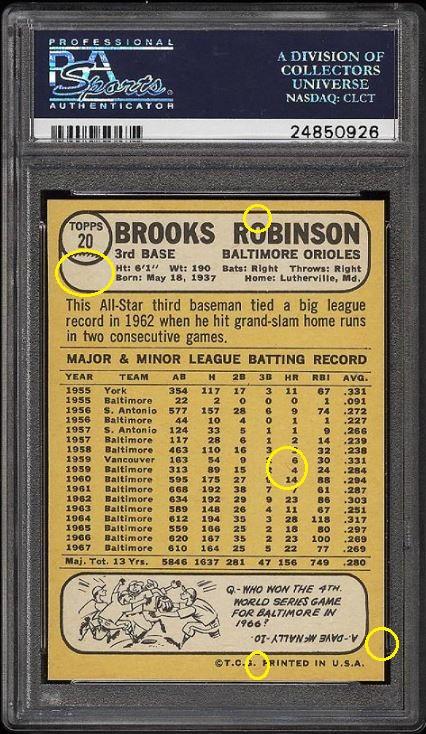 PROFESSIONAL
PSA
Sports
AUTHENTICATOR
A DIVISION OF
COLLECTORS
UNIVERSE
NASDAQ: CLCT
24850926
TOPPS
20
BROOKS ROBINSON
3rd BASE BALTIMORE ORIOLES
Ht: 6'1" Wt: 190 Bats: Right Throws: Right
Born: May 18, 1937 Home: Lutherville, Md.
This All-Star third baseman tied a big league
record in 1962 when he hit grand-slam home runs
in two consecutive games.
MAJOR & MINOR LEAGUE BATTING RECORD
YEAR TEAM AB H 2B 3B HR RBI AVG.
1955 York 354 117 17 3 11 67 .331
1955 Baltimore 22 2 0 0 0 1 .091
1956 S. Antonio 577 157 28 6 9 74 .272
1956 Baltimore 44 10 4 0 1 1 .227
1957 S. Antonio 124 33 5 1 1 9 .266
1957 Baltimore 117 28 6 1 2 14 .239
1958 Baltimore 463 110 16 3 32 .238
1959 Vancouver 163 54 9 6 30 .331
1959 Baltimore 313 89 15 24 .284
1960 Baltimore 595 175 27 14 88 .294
1961 Baltimore 668 192 38 7 61 .287
1962 Baltimore 634 192 29 9 23 86 .303
1963 Baltimore 589 148 26 4 11 67 .251
1964 Baltimore 612 194 35 3 28 118 .317
1965 Baltimore 559 166 25 2 18 80 .297
1966 Baltimore 620 167 35 2 23 100 .269
1967 Baltimore 610 164 25 5 22 77 .269
Maj. Tot. 13 Yrs. 5846 1637 281 47 156 749 .280
Q.-WHO WON THE 4TH.
WORLD SERIES GAME
FOR BALTIMORE IN
1966?
A.-DAVE McNALLY-10.
©T.C.G. PRINTED IN U.S.A.